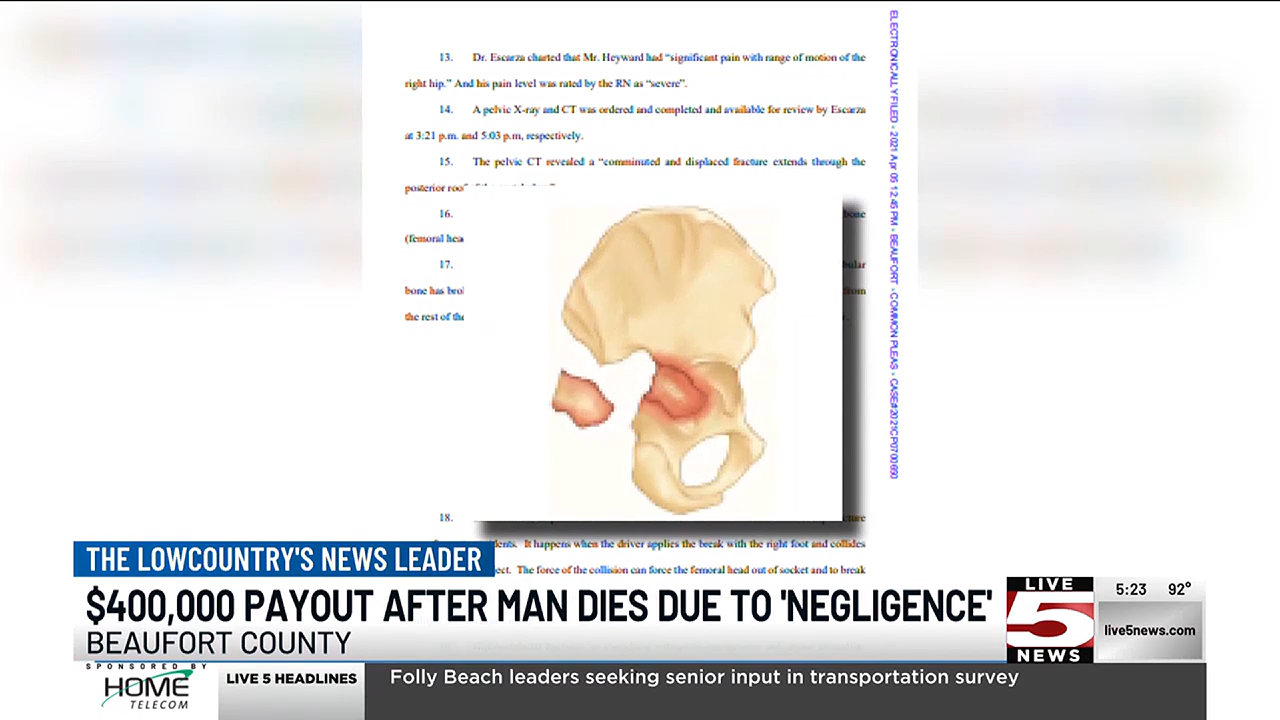 13. Dr. Escarza charted that Mr. Heyward had “significant pain with range of motion of the
right hip.” And his pain level was rated by the RN as “severe”.
14. A pelvic X-ray and CT was ordered and completed and available for review by Escarza
at 3:21 p.m. and 5:03 p.m, respectively.
15. The pelvic CT revealed a “comminuted and displaced fracture extends through the
posterior
16. bone
(femoral
17.
bone has from
the rest of the
18.
It happens when the driver applies the break with the right foot and collides
The force of the collision can force the femoral head out of socket and to break
ELECTRONICALLY FILED - 2021 Apr 05 12:45 PM - BEAUFORT - COMMON PLEAS - CASE#2021CP0700650
THE LOWCOUNTRY'S NEWS LEADER
$400,000 PAYOUT AFTER MAN DIES DUE TO 'NEGLIGENCE'
BEAUFORT COUNTY
LIVE
5
NEWS
5:23 92°
live5news.com
SPONSORED BY
HOME
TELECOM
LIVE 5 HEADLINES
Folly Beach leaders seeking senior input in transportation survey